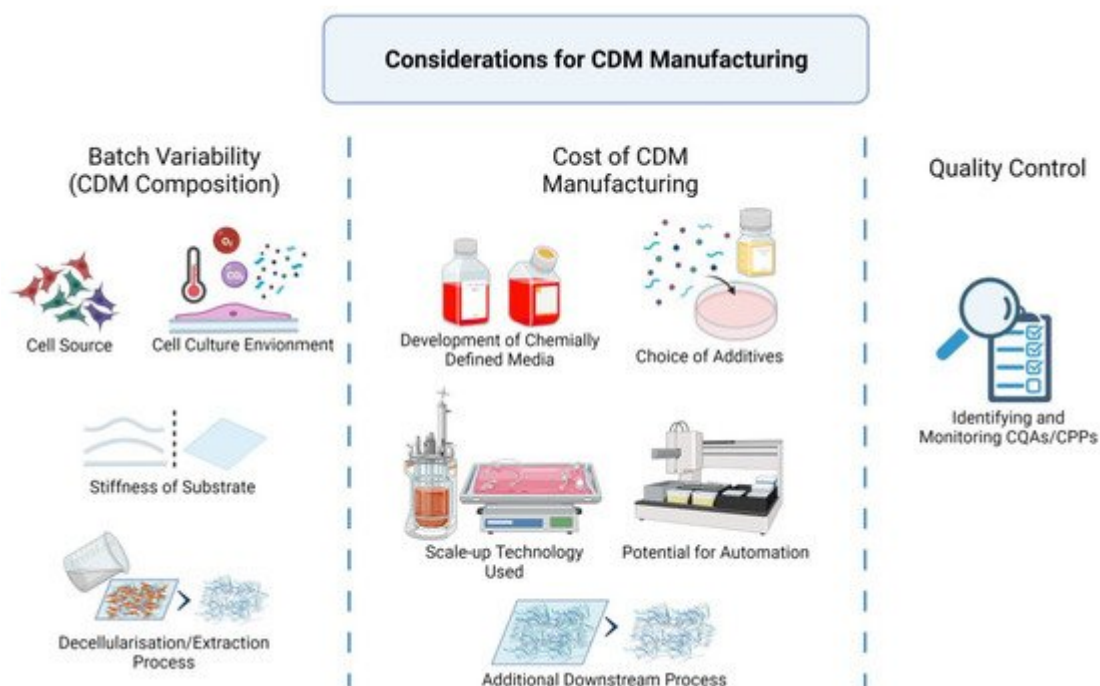 Considerations for CDM Manufacturing
Batch Variability
(CDM Composition)
O₂
CO₂
Cell Source
Cell Culture Envionment
Stiffness of Substrate
Decellularisation/Extraction
Process
Cost of CDM
Manufacturing
Development of Chemially
Defined Media
Choice of Additives
Scale-up Technology
Used
Potential for Automation
Additional Downstream Process
Quality Control
Identifying and
Monitoring CQAs/CPPs